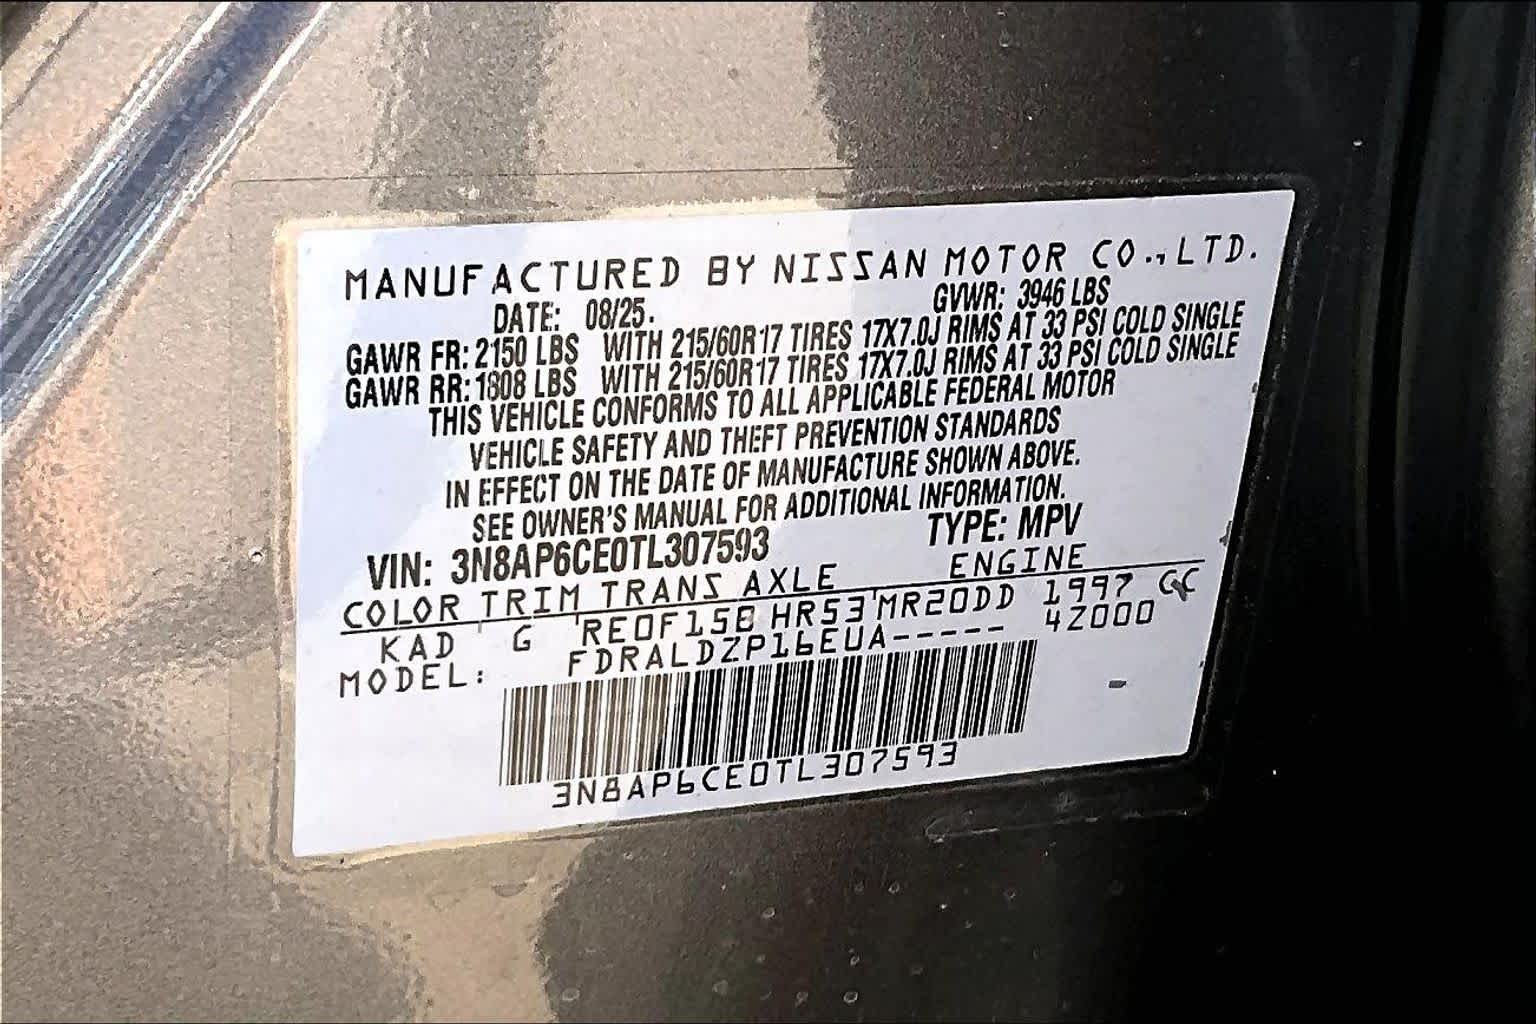 MANUFACTURED BY NISSAN MOTOR CO., LTD.
DATE: 08/25. GVWR: 3946 LBS
GAWR FR: 2150 LBS WITH 215/60R17 TIRES 17X7.0J RIMS AT 33 PSI COLD SINGLE
GAWR RR: 1808 LBS WITH 215/60R17 TIRES 17X7.0J RIMS AT 33 PSI COLD SINGLE
THIS VEHICLE CONFORMS TO ALL APPLICABLE FEDERAL MOTOR
VEHICLE SAFETY AND THEFT PREVENTION STANDARDS
IN EFFECT ON THE DATE OF MANUFACTURE SHOWN ABOVE.
SEE OWNER'S MANUAL FOR ADDITIONAL INFORMATION.
VIN: 3N8AP6CE0TL307593 TYPE: MPV
COLOR TRIM TRANS AXLE ENGINE
KAD G RE0F15B HR53 MR20DD 1997 CC
MODEL: FDRALDZP16EUA----- 42000
3N8AP6CE0TL307593